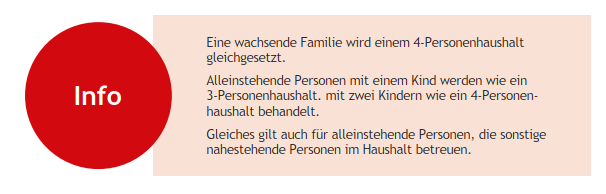 Info
Eine wachsende Familie wird einem 4-Personenhaushalt
gleichgesetzt.
Alleinstehende Personen mit einem Kind werden wie ein
3-Personenhaushalt. mit zwei Kindern wie ein 4-Personen-
haushalt behandelt.
Gleiches gilt auch für alleinstehende Personen, die sonstige
nahestehende Personen im Haushalt betreuen.